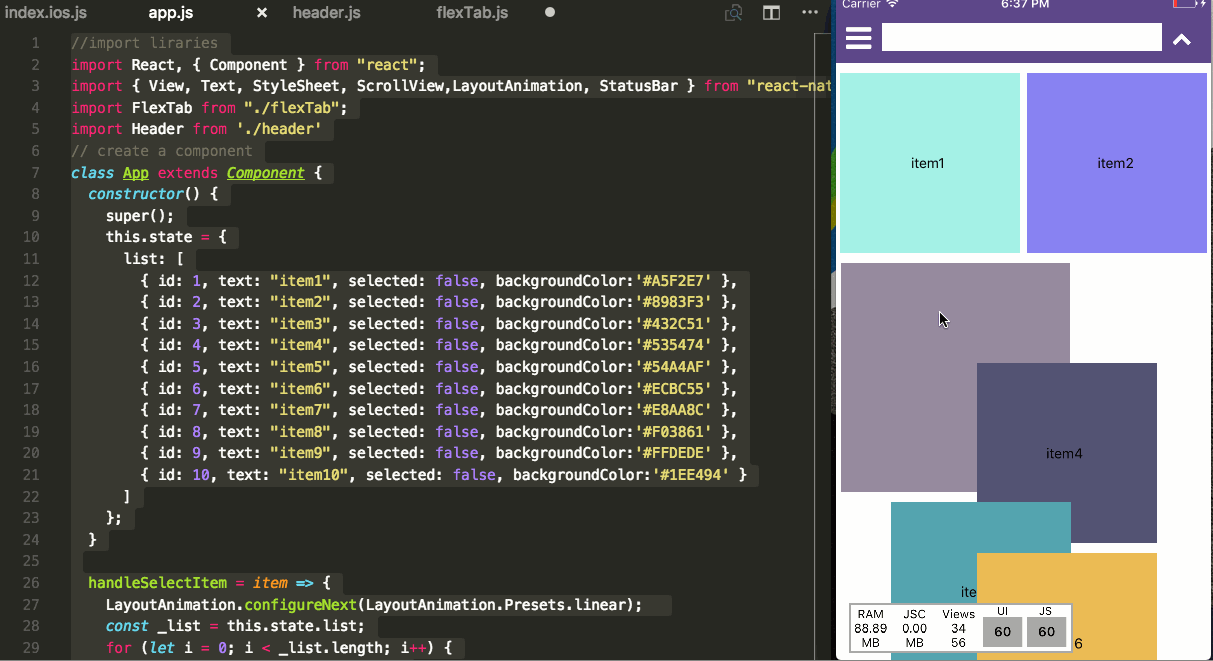 index.ios.js app.js × header.js flexTab.js
1 //import liraries
2 import React, { Component } from "react";
3 import { View, Text, StyleSheet, ScrollView,LayoutAnimation, StatusBar } from "react-nat
4 import FlexTab from "./flexTab";
5 import Header from './header'
6 // create a component
7 class App extends Component {
8 constructor() {
9 super();
10 this.state = {
11 list: [
12 { id: 1, text: "item1", selected: false, backgroundColor:'#A5F2E7' },
13 { id: 2, text: "item2", selected: false, backgroundColor:'#8983F3' },
14 { id: 3, text: "item3", selected: false, backgroundColor:'#432C51' },
15 { id: 4, text: "item4", selected: false, backgroundColor:'#535474' },
16 { id: 5, text: "item5", selected: false, backgroundColor:'#54A4AF' },
17 { id: 6, text: "item6", selected: false, backgroundColor:'#ECBC55' },
18 { id: 7, text: "item7", selected: false, backgroundColor:'#E8AA8C' },
19 { id: 8, text: "item8", selected: false, backgroundColor:'#F03861' },
20 { id: 9, text: "item9", selected: false, backgroundColor:'#FFDEDE' },
21 { id: 10, text: "item10", selected: false, backgroundColor:'#1EE494' }
22 ]
23 };
24 }
25
26 handleSelectItem = item => {
27 LayoutAnimation.configureNext(LayoutAnimation.Presets.linear);
28 const _list = this.state.list;
29 for (let i = 0; i < _list.length; i++) {
Carrier 6:37 PM
item1 item2
item4
ite
6
RAM JSC Views UI JS
88.89 0.00 34 60 60
MB MB 56